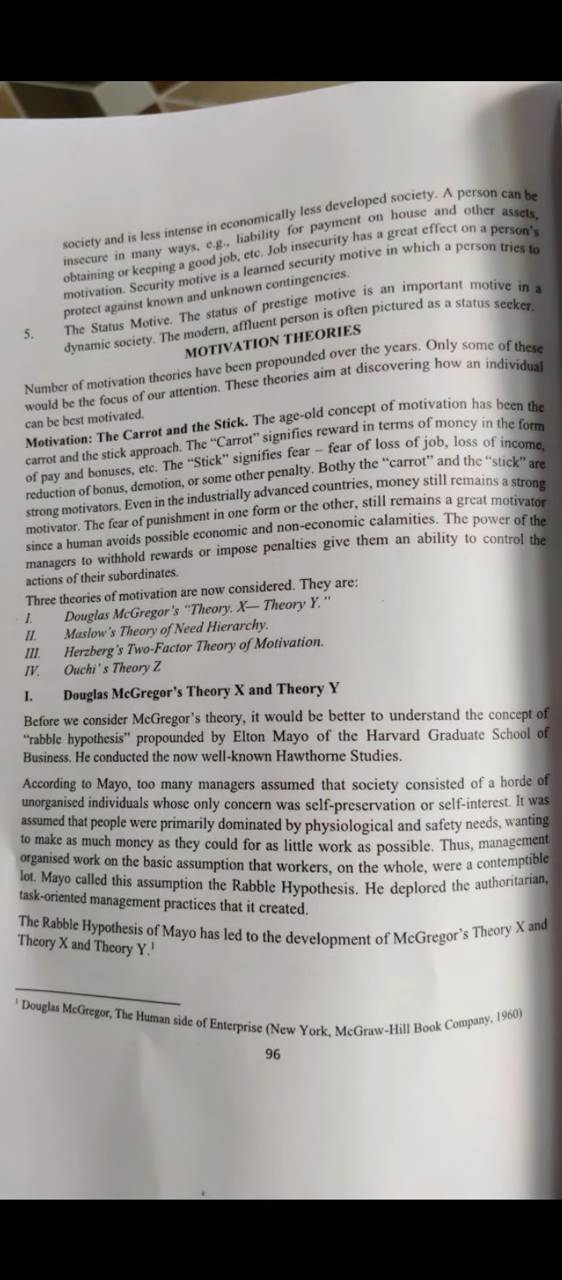 society and is less intense in economically less developed society. A person can be
insecure in many ways, e.g., liability for payment on house and other assets,
obtaining or keeping a good job, etc. Job insecurity has a great effect on a person's
motivation. Security motive is a learned security motive in which a person tries to
protect against known and unknown contingencies.
5. The Status Motive. The status of prestige motive is an important motive in a
dynamic society. The modern, affluent person is often pictured as a status seeker.
MOTIVATION THEORIES
Number of motivation theories have been propounded over the years. Only some of these
would be the focus of our attention. These theories aim at discovering how an individual
can be best motivated.
Motivation: The Carrot and the Stick. The age-old concept of motivation has been the
carrot and the stick approach. The "Carrot" signifies reward in terms of money in the form
of pay and bonuses, etc. The "Stick" signifies fear – fear of loss of job, loss of income,
reduction of bonus, demotion, or some other penalty. Bothy the "carrot" and the "stick" are
strong motivators. Even in the industrially advanced countries, money still remains a strong
motivator. The fear of punishment in one form or the other, still remains a great motivator
since a human avoids possible economic and non-economic calamities. The power of the
managers to withhold rewards or impose penalties give them an ability to control the
actions of their subordinates.
Three theories of motivation are now considered. They are:
I. Douglas McGregor's "Theory. X— Theory Y."
II. Maslow's Theory of Need Hierarchy.
III. Herzberg's Two-Factor Theory of Motivation.
IV. Ouchi's Theory Z
I. Douglas McGregor's Theory X and Theory Y
Before we consider McGregor's theory, it would be better to understand the concept of
"rabble hypothesis" propounded by Elton Mayo of the Harvard Graduate School of
Business. He conducted the now well-known Hawthorne Studies.
According to Mayo, too many managers assumed that society consisted of a horde of
unorganised individuals whose only concern was self-preservation or self-interest. It was
assumed that people were primarily dominated by physiological and safety needs, wanting
to make as much money as they could for as little work as possible. Thus, management
organised work on the basic assumption that workers, on the whole, were a contemptible
lot. Mayo called this assumption the Rabble Hypothesis. He deplored the authoritarian,
task-oriented management practices that it created.
The Rabble Hypothesis of Mayo has led to the development of McGregor's Theory X and
Theory X and Theory Y.¹
¹ Douglas McGregor, The Human side of Enterprise (New York, McGraw-Hill Book Company, 1960)
96